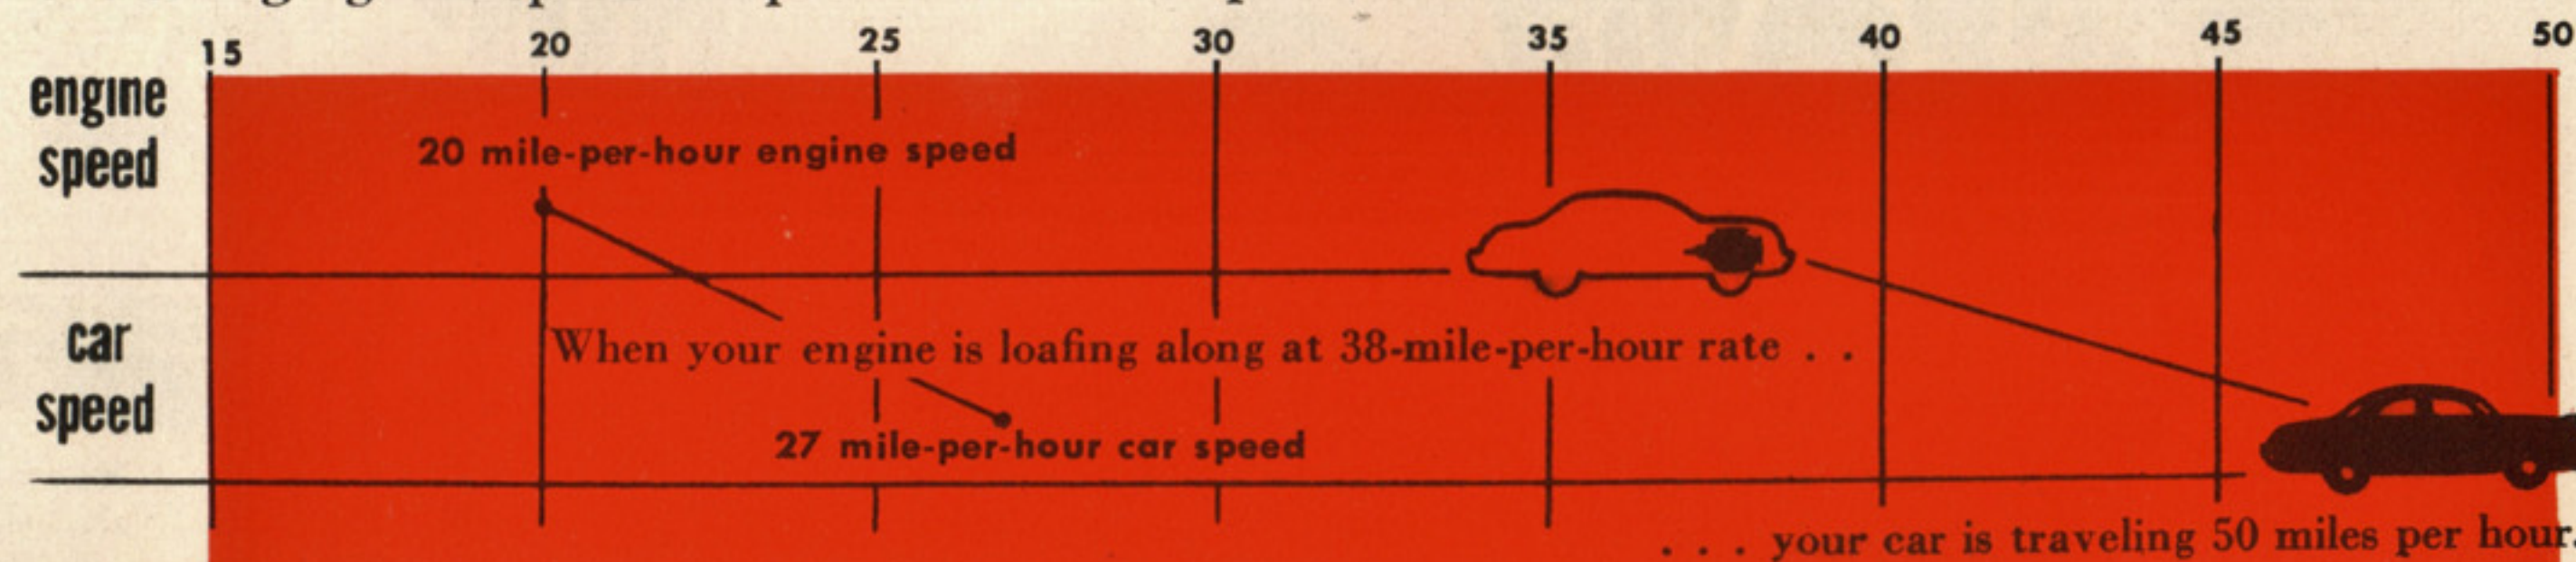 15 20 25 30 35 40 45 50
engine
speed
20 mile-per-hour engine speed
car
speed
When your engine is loafing along at 38-mile-per-hour rate . .
27 mile-per-hour car speed
. . . your car is traveling 50 miles per hour.